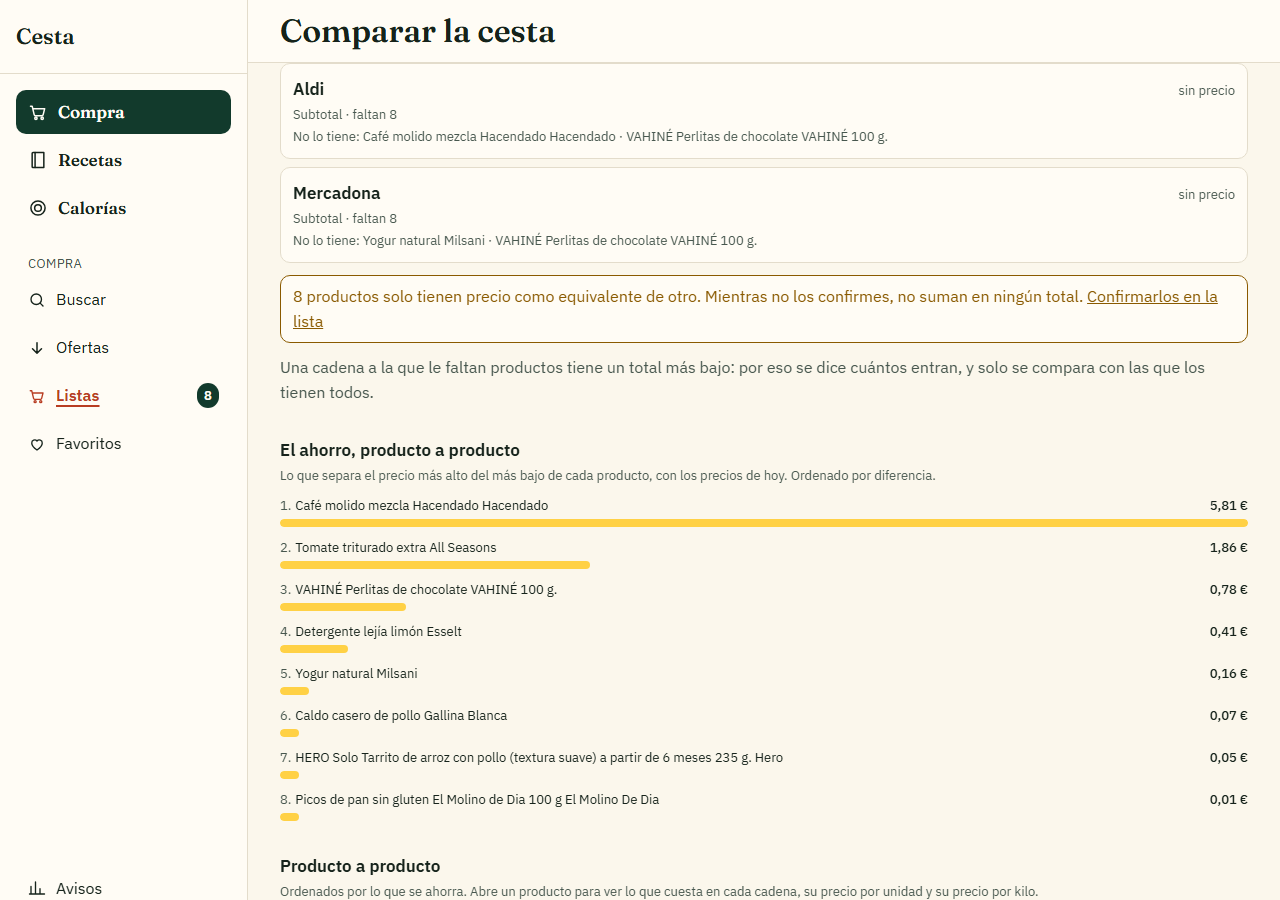 Cesta
Comparar la cesta
Compra
Recetas
Calorías
COMPRA
Buscar
Ofertas
Listas 8
Favoritos
Avisos
Aldi sin precio
Subtotal · faltan 8
No lo tiene: Café molido mezcla Hacendado Hacendado · VAHINÉ Perlitas de chocolate VAHINÉ 100 g.
Mercadona sin precio
Subtotal · faltan 8
No lo tiene: Yogur natural Milsani · VAHINÉ Perlitas de chocolate VAHINÉ 100 g.
8 productos solo tienen precio como equivalente de otro. Mientras no los confirmes, no suman en ningún total. Confirmarlos en la
lista
Una cadena a la que le faltan productos tiene un total más bajo: por eso se dice cuántos entran, y solo se compara con las que los
tienen todos.
El ahorro, producto a producto
Lo que separa el precio más alto del más bajo de cada producto, con los precios de hoy. Ordenado por diferencia.
1. Café molido mezcla Hacendado Hacendado 5,81 €
2. Tomate triturado extra All Seasons 1,86 €
3. VAHINÉ Perlitas de chocolate VAHINÉ 100 g. 0,78 €
4. Detergente lejía limón Esselt 0,41 €
5. Yogur natural Milsani 0,16 €
6. Caldo casero de pollo Gallina Blanca 0,07 €
7. HERO Solo Tarrito de arroz con pollo (textura suave) a partir de 6 meses 235 g. Hero 0,05 €
8. Picos de pan sin gluten El Molino de Dia 100 g El Molino De Dia 0,01 €
Producto a producto
Ordenados por lo que se ahorra. Abre un producto para ver lo que cuesta en cada cadena, su precio por unidad y su precio por kilo.